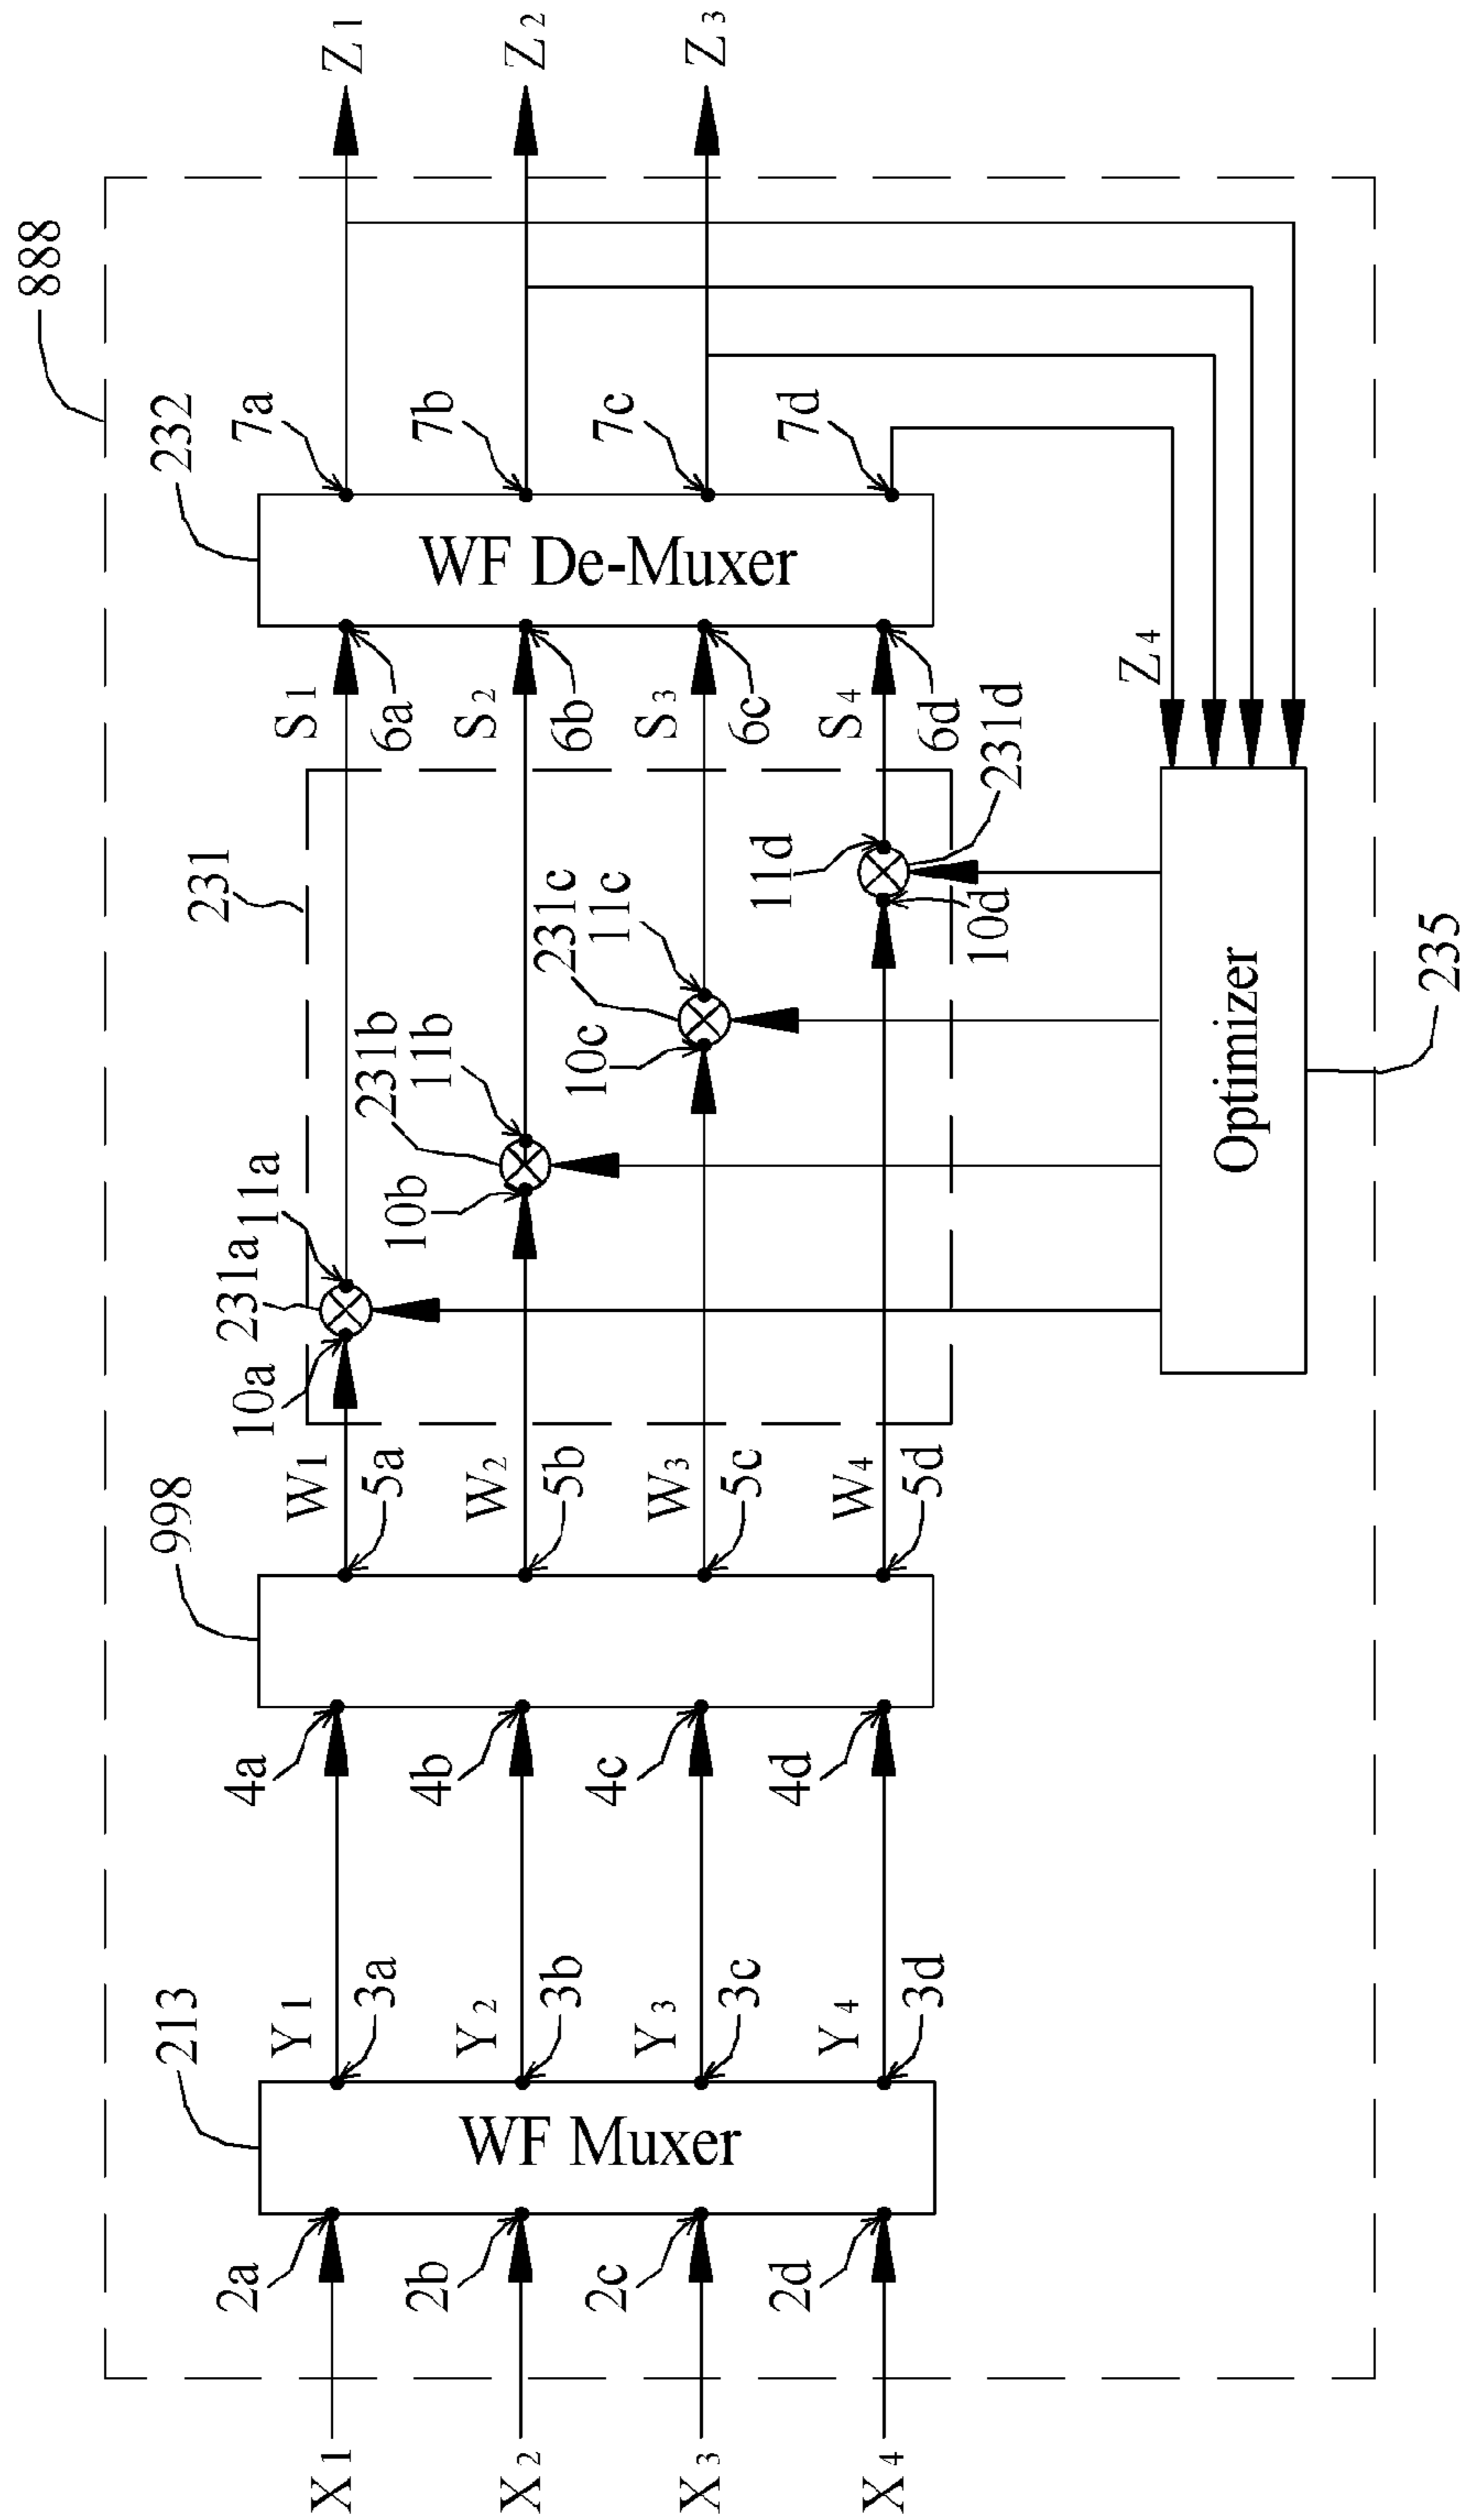 888
232
231
998
213
X1
X2
X3
X4
2a
2b
2c
2d
WF Muxer
Y1
Y2
Y3
Y4
3a
3b
3c
3d
4a
4b
4c
4d
W1
W2
W3
W4
5a
5b
5c
5d
10a
231a
11a
10b
231b
11b
10c
231c
11c
10d
231d
11d
S1
S2
S3
S4
6a
6b
6c
6d
WF De-Muxer
7a
7b
7c
7d
Z1
Z2
Z3
Z4
Optimizer
235